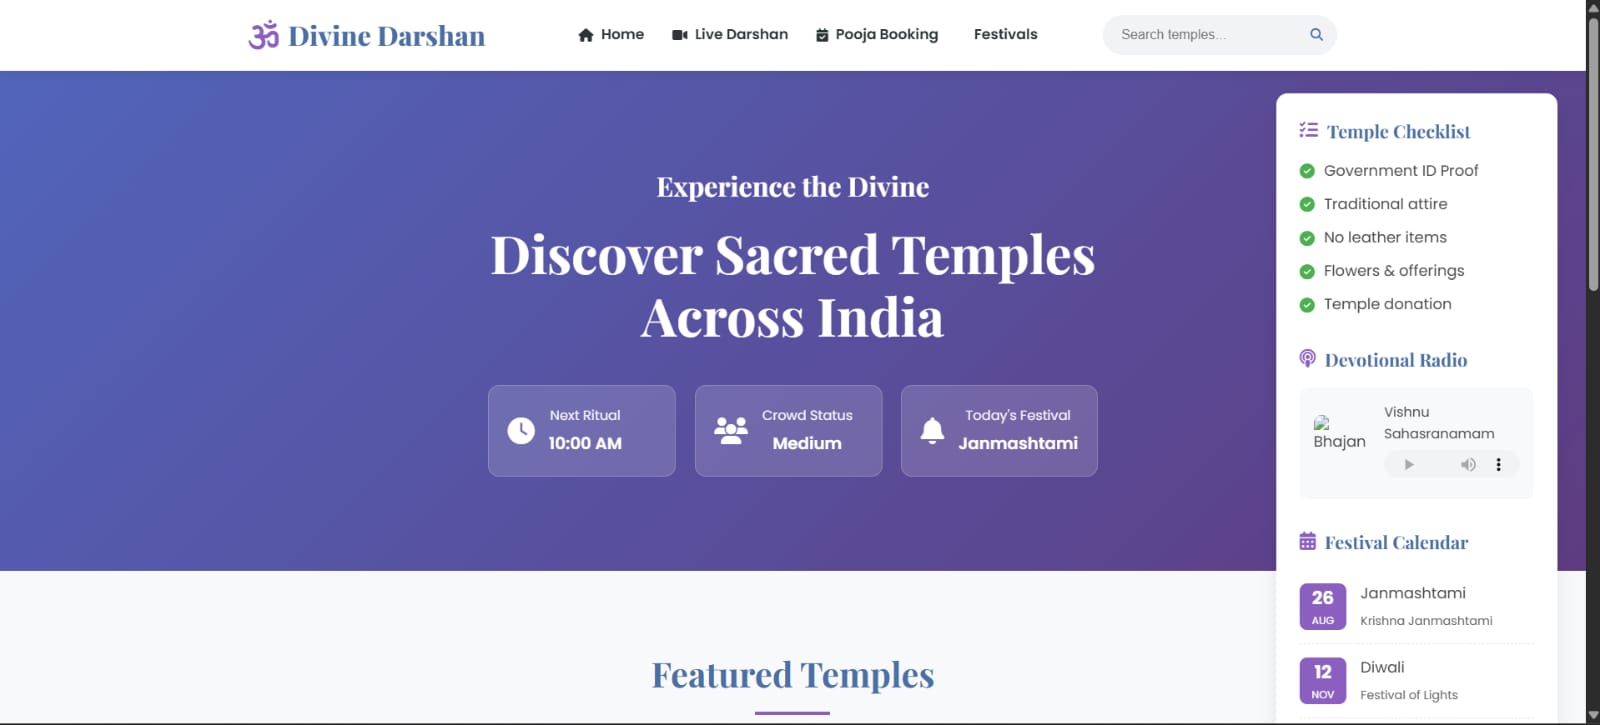 ॐ Divine Darshan
Home
Live Darshan
Pooja Booking
Festivals
Search temples...
Experience the Divine
Discover Sacred Temples
Across India
Next Ritual
10:00 AM
Crowd Status
Medium
Today's Festival
Janmashtami
Featured Temples
Temple Checklist
Government ID Proof
Traditional attire
No leather items
Flowers & offerings
Temple donation
Devotional Radio
Bhajan
Vishnu
Sahasranamam
Festival Calendar
26
AUG
Janmashtami
Krishna Janmashtami
12
NOV
Diwali
Festival of Lights